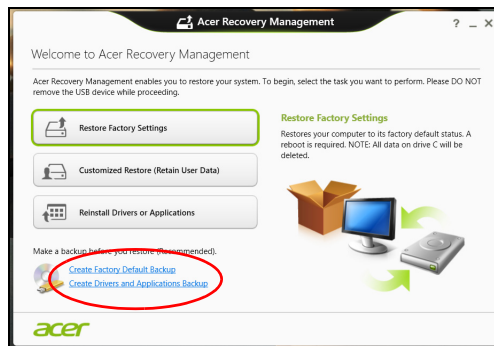 Acer Recovery Management
? _ X
Welcome to Acer Recovery Management
Acer Recovery Management enables you to restore your system. To begin, select the task you want to perform. Please DO NOT
remove the USB device while proceeding.
Restore Factory Settings
Customized Restore (Retain User Data)
Reinstall Drivers or Applications
Restore Factory Settings
Restores your computer to its factory default status. A
reboot is required. NOTE: All data on drive C will be
deleted.
Make a backup before you restore (Recommended).
Create Factory Default Backup
Create Drivers and Applications Backup
acer